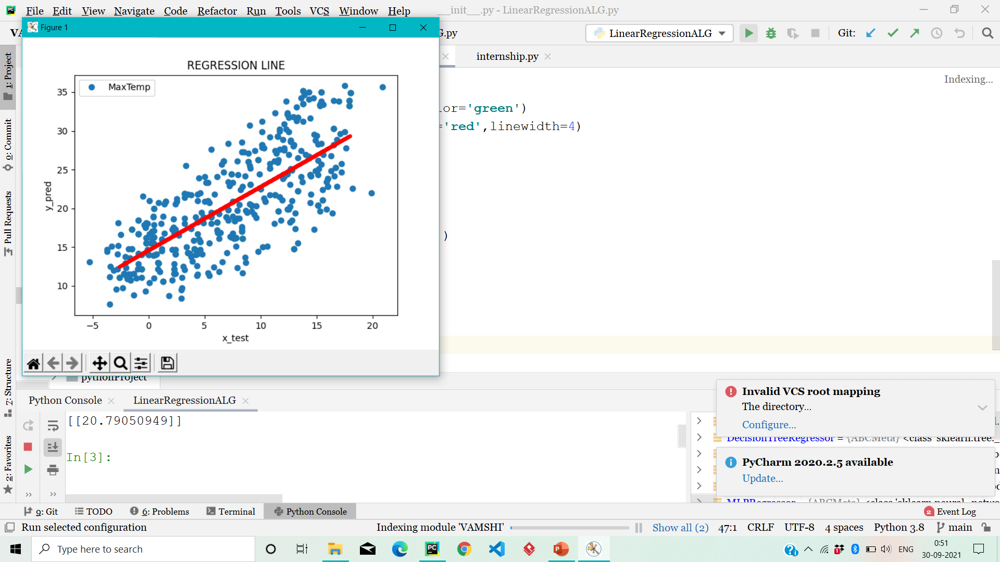 File Edit View Navigate Code Refactor Run Tools VCS Window Help
__init__.py - LinearRegressionALG.py
Figure 1
LinearRegressionALG
Git:
internship.py
Indexing...
1: Project
0: Commit
Pull Requests
Z: Structure
2: Favorites
REGRESSION LINE
MaxTemp
35
30
25
20
15
10
y_pred
−5 0 5 10 15 20
x_test
'green')
'red',linewidth=4)
)
pythonProject
Python Console
LinearRegressionALG
[[20.79050949]]
In[3]:
Invalid VCS root mapping
The directory...
Configure...
DecisionTreeRegressor = {ABCMeta} <class 'sklearn.tree._
PyCharm 2020.2.5 available
Update...
MLPRegressor = {ABCMeta} <class 'sklearn.neural_netw
9: Git
TODO
6: Problems
Terminal
Python Console
2 Event Log
Run selected configuration
Indexing module 'VAMSHI'
Show all (2)
47:1 CRLF UTF-8 4 spaces Python 3.8 main
Type here to search
ENG
0:51
30-09-2021